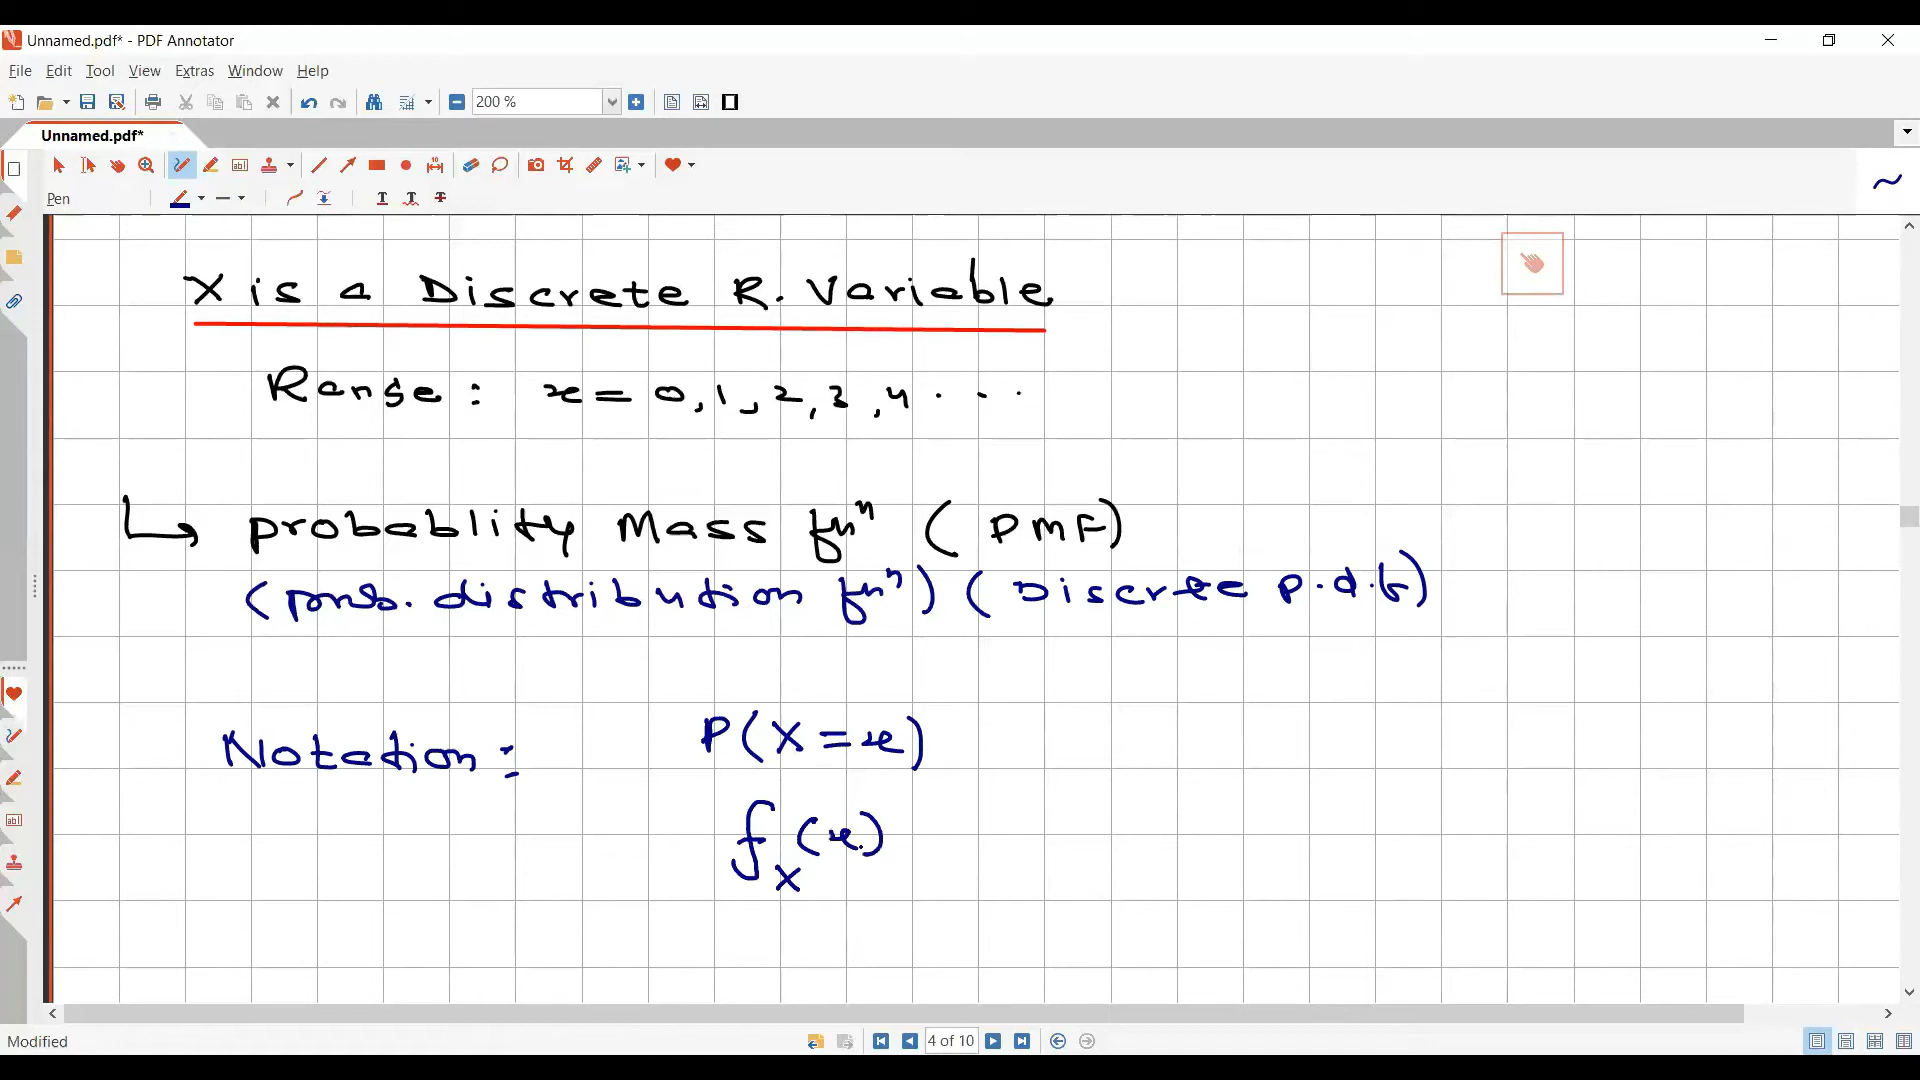 Unnamed.pdf* - PDF Annotator
File Edit Tool View Extras Window Help
200 %
Unnamed.pdf*
Pen
X is a Discrete R. Variable
Range : x = 0, 1, 2, 3, 4 . . .
↳ probablity Mass fnⁿ ( PMF)
(prob. distribution fnⁿ) ( Discrete p.d.f)
Notation : P(X = x)
f_X (x)
Modified
4 of 10